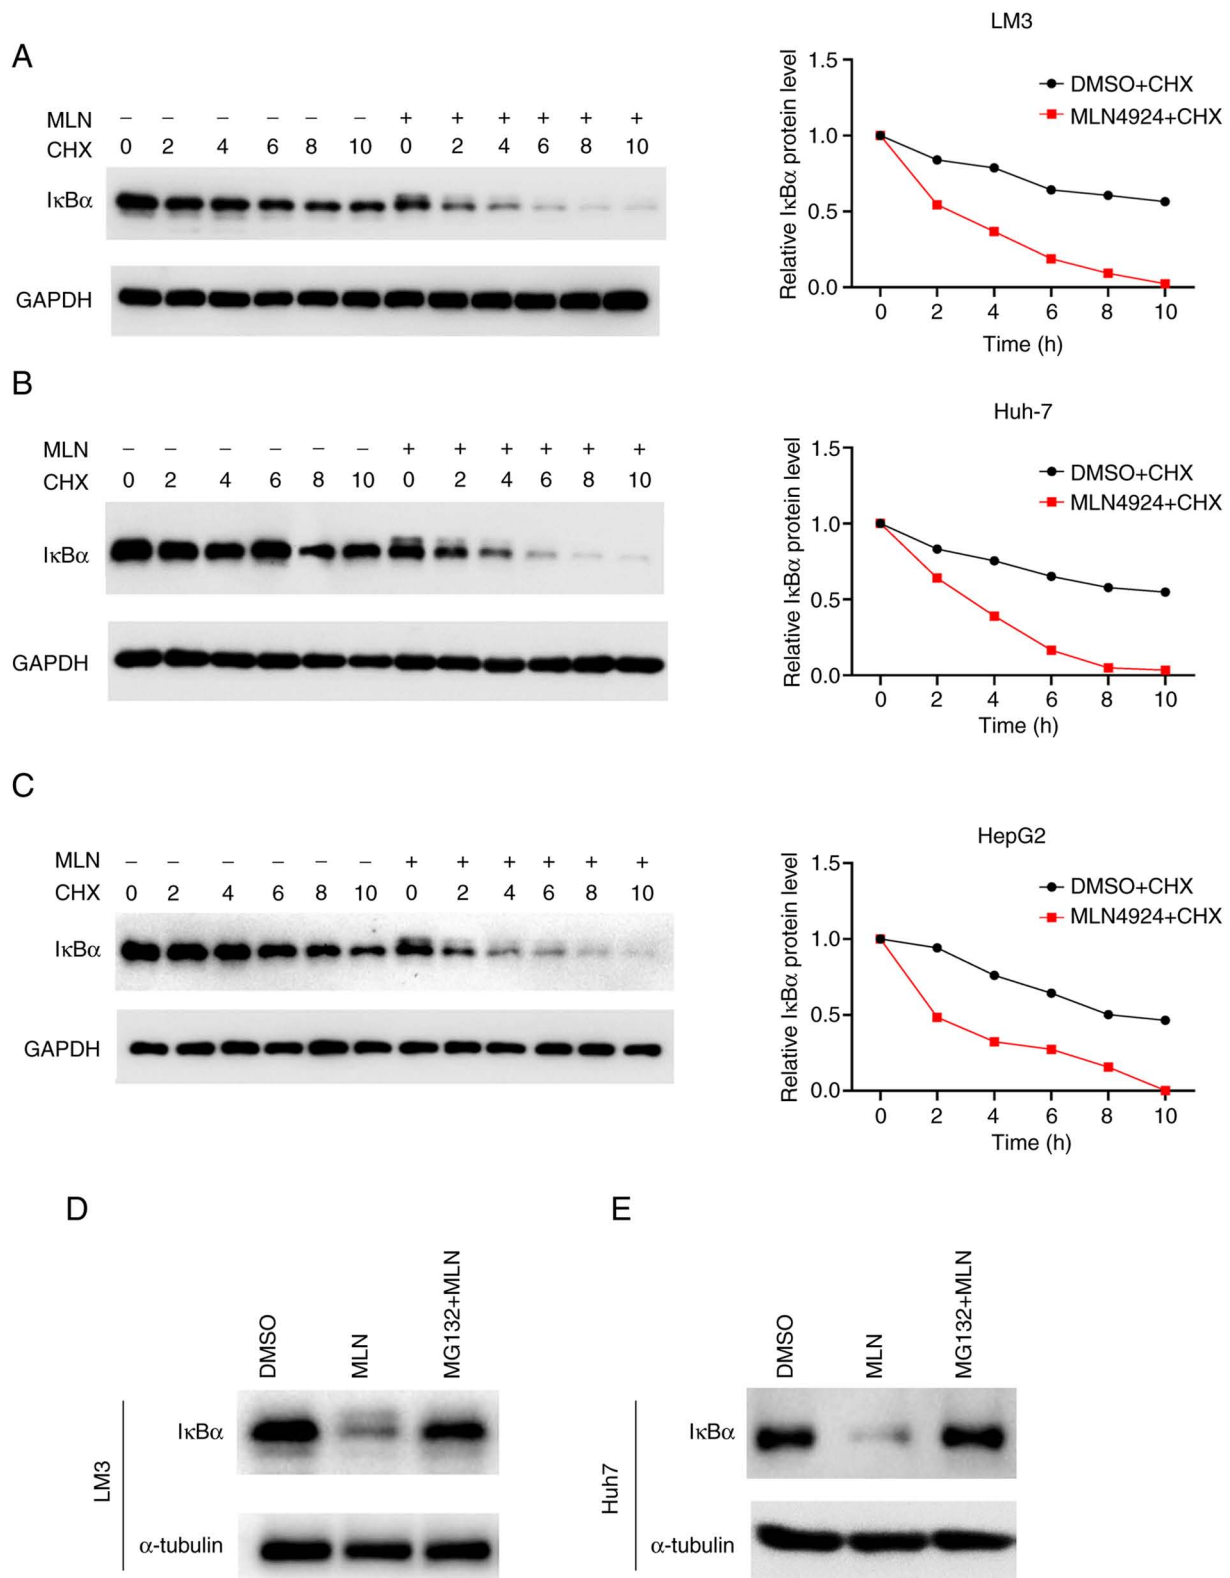 A
MLN – – – – – – + + + + + +
CHX 0 2 4 6 8 10 0 2 4 6 8 10
IκBα
GAPDH
LM3
1.5
1.0
0.5
0.0
Relative IκBα protein level
DMSO+CHX
MLN4924+CHX
0 2 4 6 8 10
Time (h)
B
MLN – – – – – – + + + + + +
CHX 0 2 4 6 8 10 0 2 4 6 8 10
IκBα
GAPDH
Huh-7
1.5
1.0
0.5
0.0
Relative IκBα protein level
DMSO+CHX
MLN4924+CHX
0 2 4 6 8 10
Time (h)
C
MLN – – – – – – + + + + + +
CHX 0 2 4 6 8 10 0 2 4 6 8 10
IκBα
GAPDH
HepG2
1.5
1.0
0.5
0.0
Relative IκBα protein level
DMSO+CHX
MLN4924+CHX
0 2 4 6 8 10
Time (h)
D
DMSO
MLN
MG132+MLN
LM3
IκBα
α-tubulin
E
DMSO
MLN
MG132+MLN
Huh7
IκBα
α-tubulin